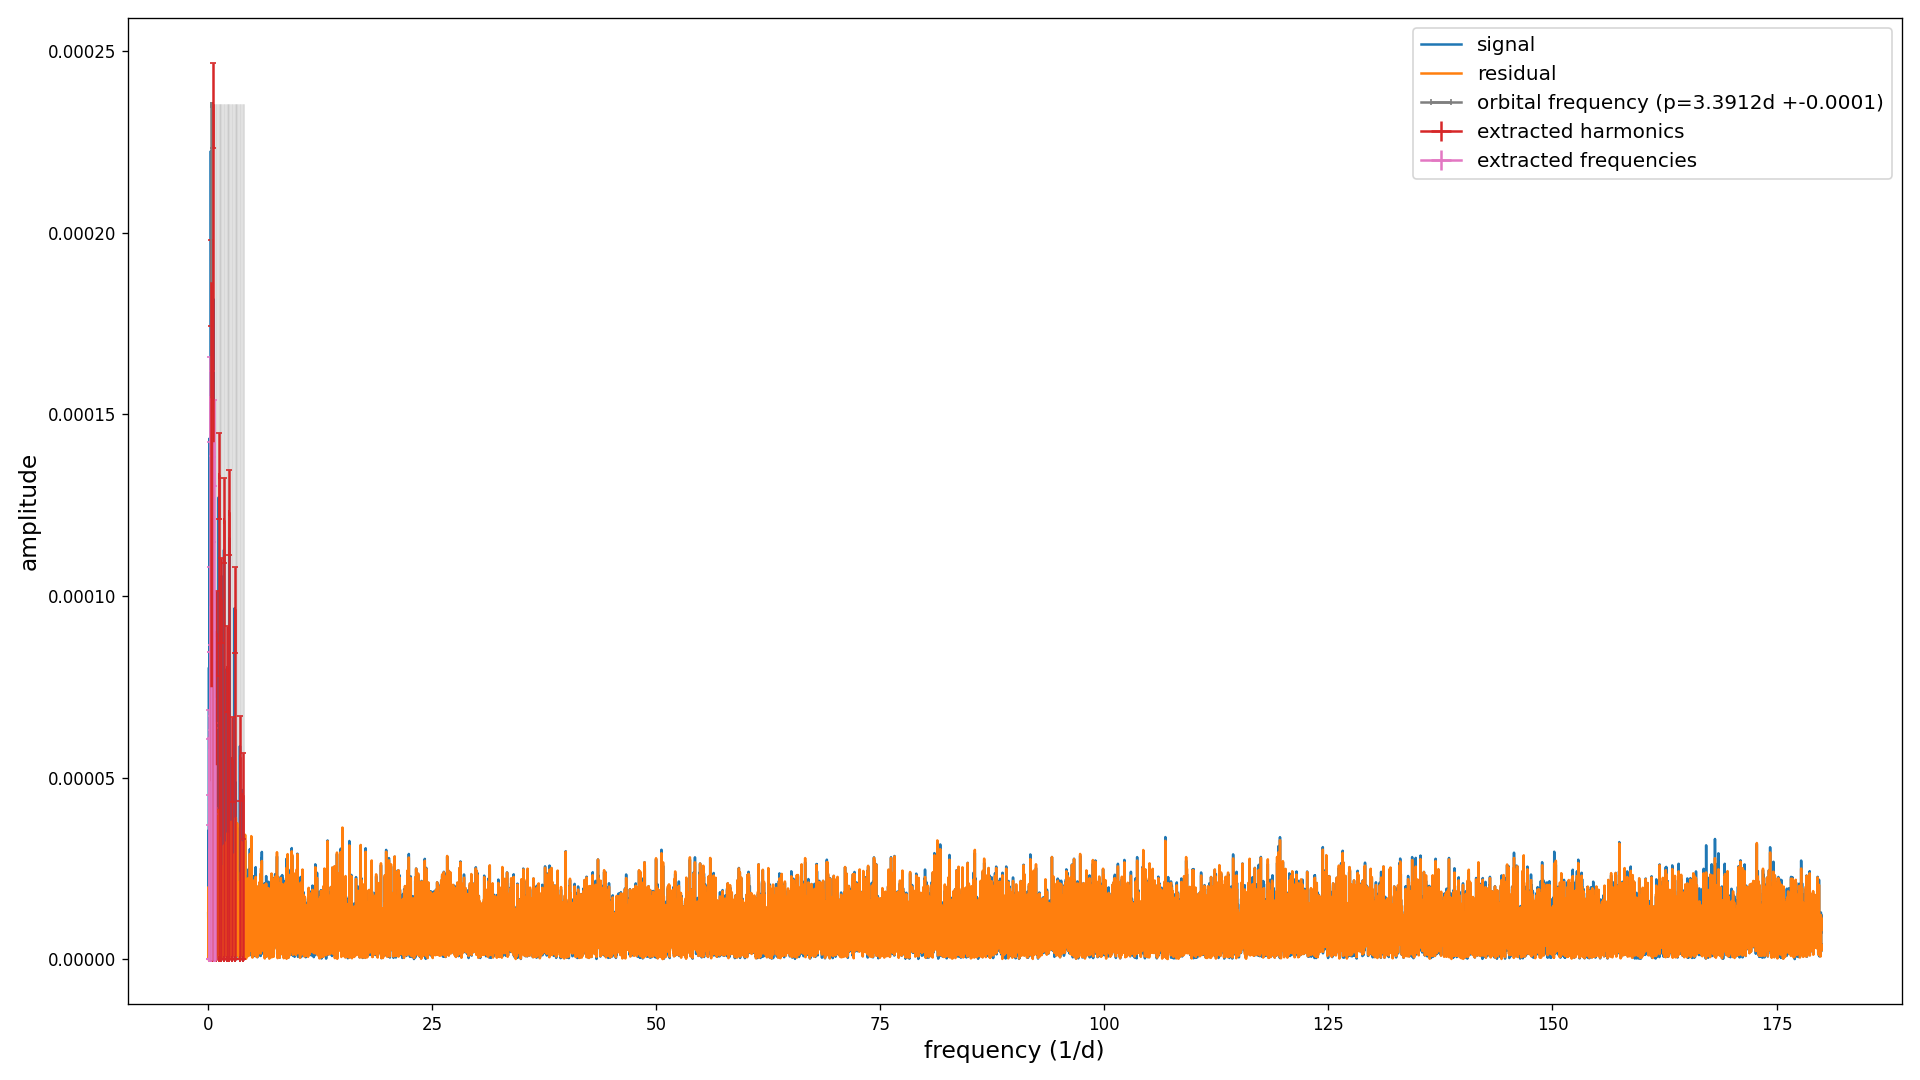 0.00025
0.00020
0.00015
0.00010
0.00005
0.00000
amplitude
0
25
50
75
100
125
150
175
frequency (1/d)
signal
residual
orbital frequency (p=3.3912d +-0.0001)
extracted harmonics
extracted frequencies